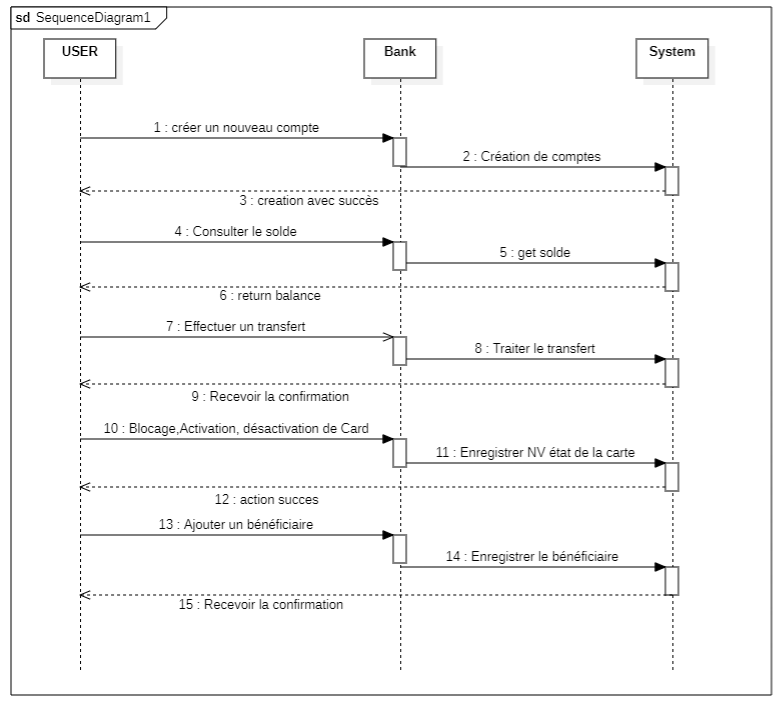 sd SequenceDiagram1
USER
Bank
System
1 : créer un nouveau compte
2 : Création de comptes
3 : creation avec succès
4 : Consulter le solde
5 : get solde
6 : return balance
7 : Effectuer un transfert
8 : Traiter le transfert
9 : Recevoir la confirmation
10 : Blocage,Activation, désactivation de Card
11 : Enregistrer NV état de la carte
12 : action succes
13 : Ajouter un bénéficiaire
14 : Enregistrer le bénéficiaire
15 : Recevoir la confirmation